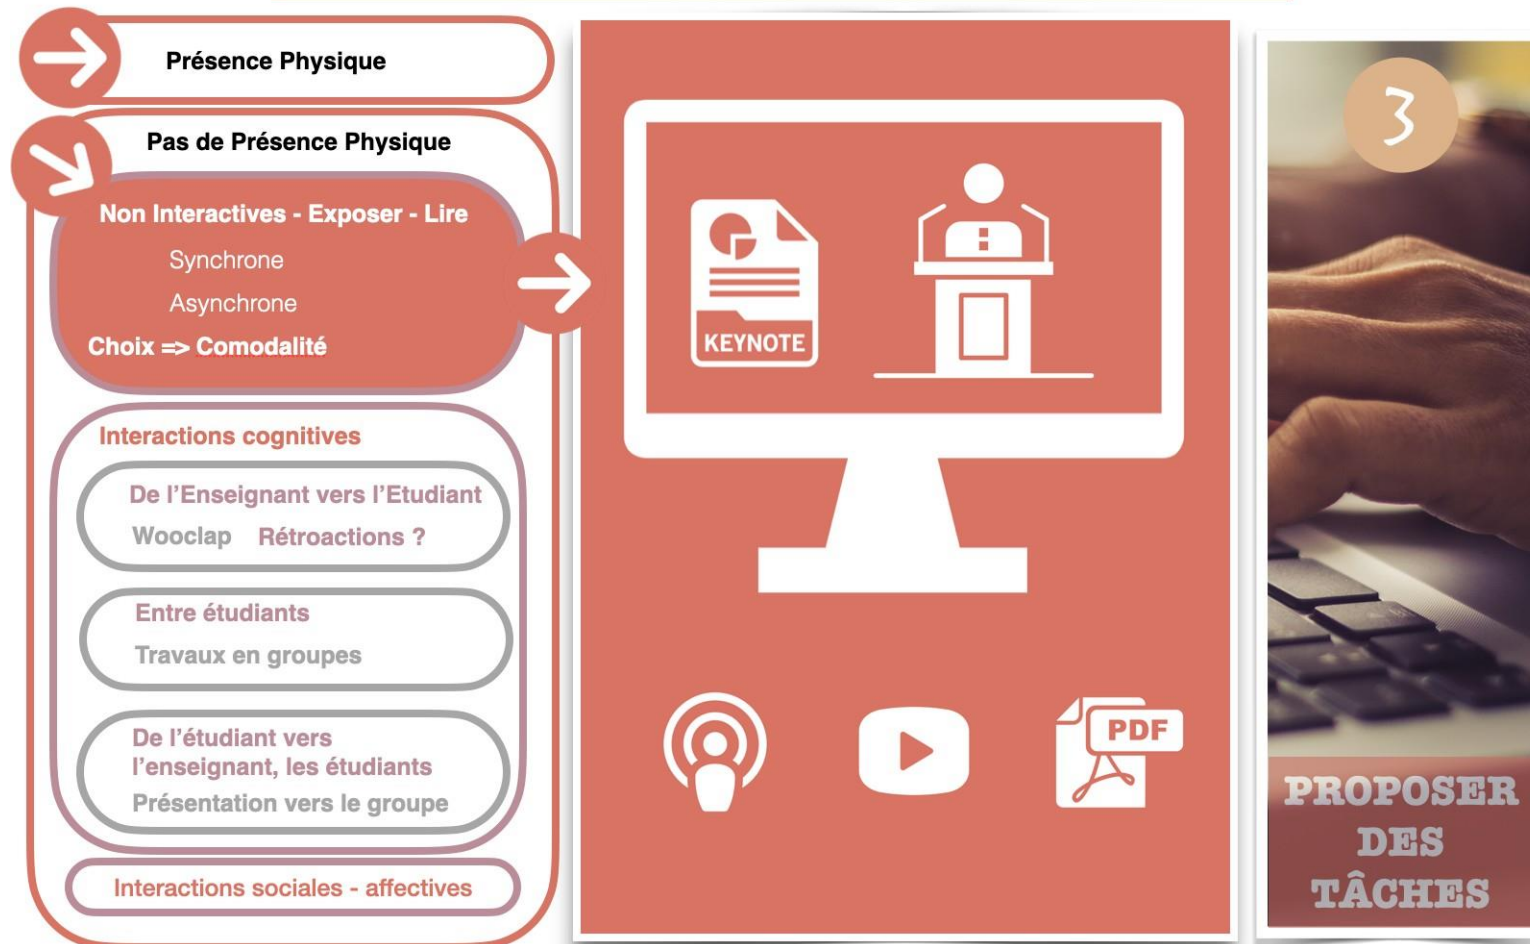 Présence Physique
Pas de Présence Physique
Non Interactives - Exposer - Lire
Synchrone
Asynchrone
Choix => Comodalité
Interactions cognitives
De l’Enseignant vers l’Etudiant
Wooclap Rétroactions ?
Entre étudiants
Travaux en groupes
De l’étudiant vers
l’enseignant, les étudiants
Présentation vers le groupe
Interactions sociales - affectives
KEYNOTE
PDF
3
PROPOSER
DES
TÂCHES